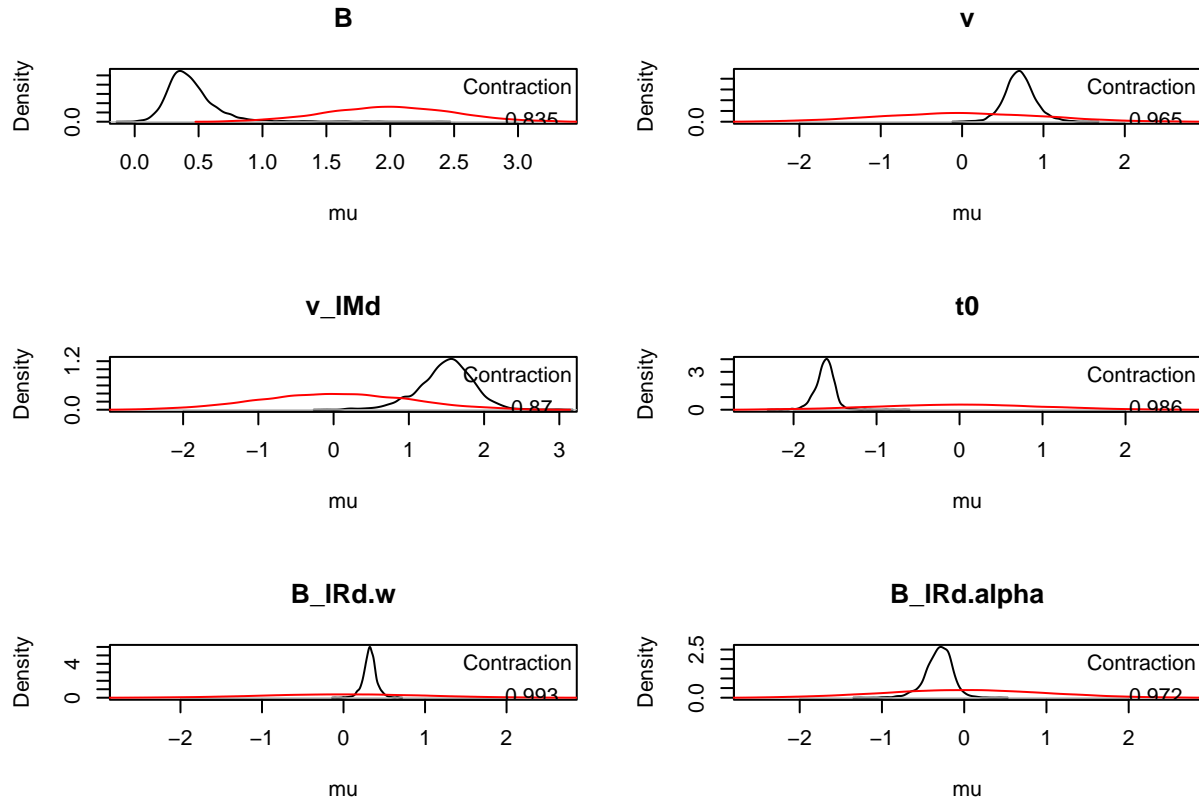 B
Density
0.0
Contraction
0.835
0.0 0.5 1.0 1.5 2.0 2.5 3.0
mu
v
Density
0.0
Contraction
0.965
−2 −1 0 1 2
mu
v_lMd
Density
0.0 1.2
Contraction
0.87
−2 −1 0 1 2 3
mu
t0
Density
0 3
Contraction
0.986
−2 −1 0 1 2
mu
B_lRd.w
Density
0 4
Contraction
0.993
−2 −1 0 1 2
mu
B_lRd.alpha
Density
0.0 2.5
Contraction
0.972
−2 −1 0 1 2
mu